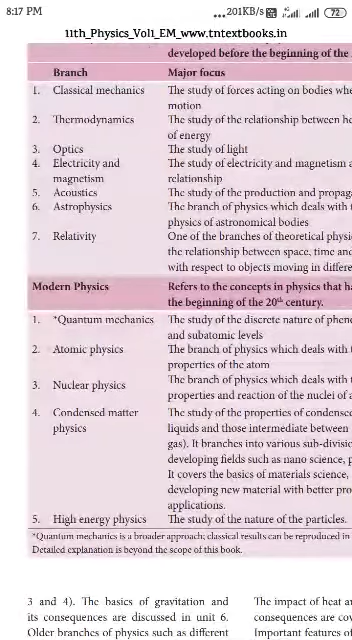 8:17 PM
...201KB/s 72
11th_Physics_Vol1_EM_www.tntextbooks.in
developed before the beginning of the
Branch Major focus
1. Classical mechanics The study of forces acting on bodies whe
motion
2. Thermodynamics The study of the relationship between he
of energy
3. Optics The study of light
4. Electricity and The study of electricity and magnetism a
magnetism relationship
5. Acoustics The study of the production and propag
6. Astrophysics The branch of physics which deals with t
physics of astronomical bodies
7. Relativity One of the branches of theoretical physi
the relationship between space, time and
with respect to objects moving in differe
Modern Physics Refers to the concepts in physics that ha
the beginning of the 20th century.
1. *Quantum mechanics The study of the discrete nature of phen
and subatomic levels
2. Atomic physics The branch of physics which deals with t
properties of the atom
3. Nuclear physics The branch of physics which deals with t
properties and reaction of the nuclei of a
4. Condensed matter The study of the properties of condense
physics liquids and those intermediate between
gas). It branches into various sub-divisio
developing fields such as nano science, p
It covers the basics of materials science,
developing new material with better pro
applications.
5. High energy physics The study of the nature of the particles.
*Quantum mechanics is a broader approach; classical results can be reproduced in
Detailed explanation is beyond the scope of this book.
3 and 4). The basics of gravitation and
its consequences are discussed in unit 6.
Older branches of physics such as different
The impact of heat a
consequences are cov
Important features o